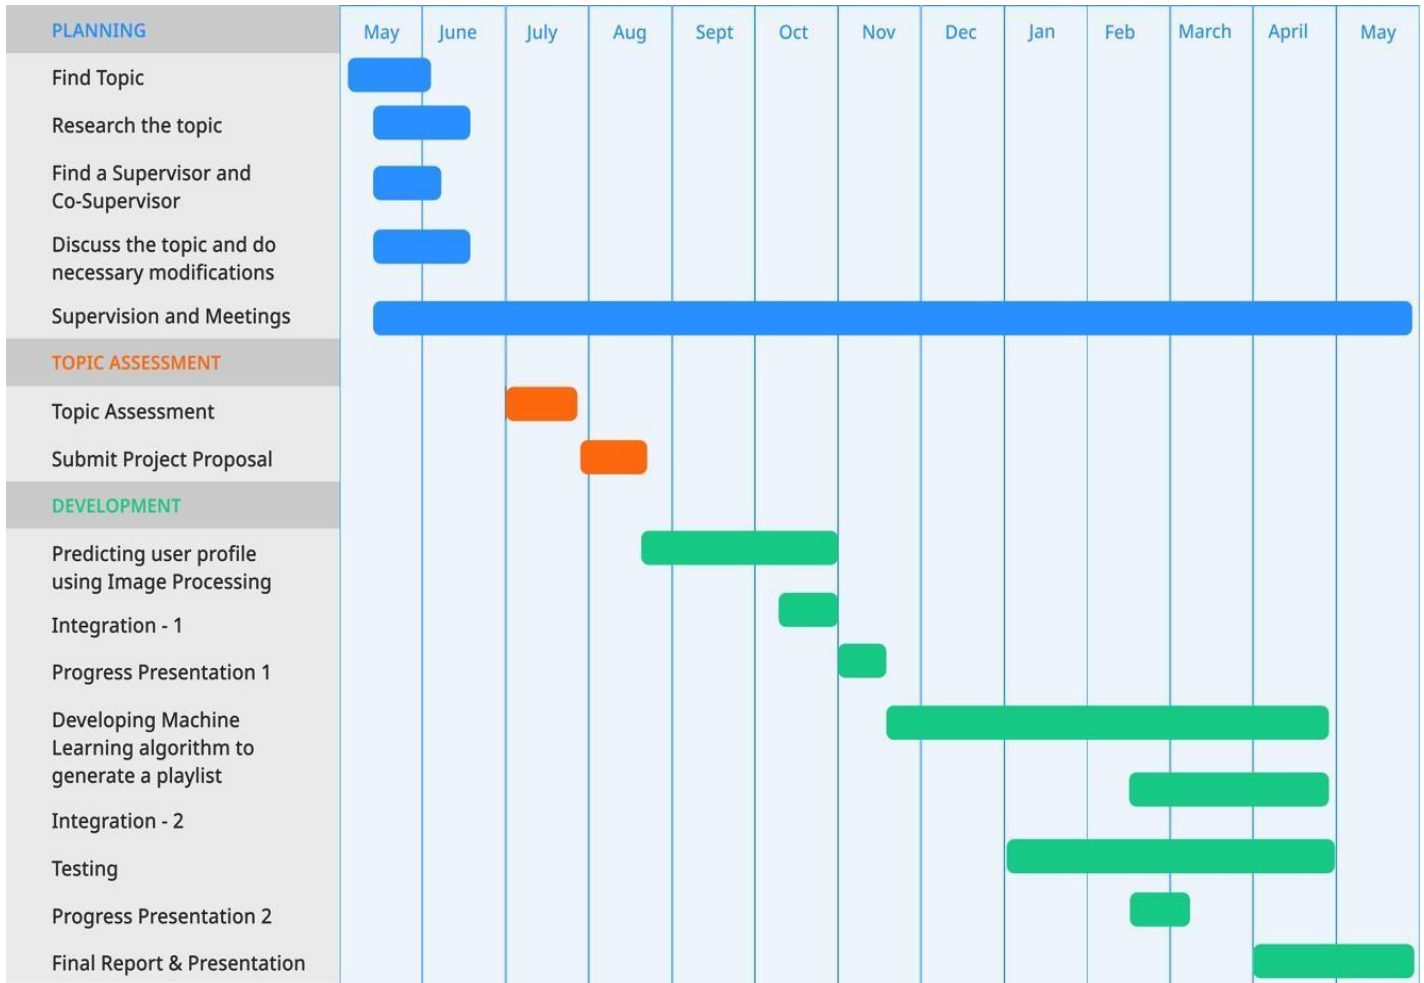 PLANNING
May June July Aug Sept Oct Nov Dec Jan Feb March April May
Find Topic
Research the topic
Find a Supervisor and
Co-Supervisor
Discuss the topic and do
necessary modifications
Supervision and Meetings
TOPIC ASSESSMENT
Topic Assessment
Submit Project Proposal
DEVELOPMENT
Predicting user profile
using Image Processing
Integration - 1
Progress Presentation 1
Developing Machine
Learning algorithm to
generate a playlist
Integration - 2
Testing
Progress Presentation 2
Final Report & Presentation